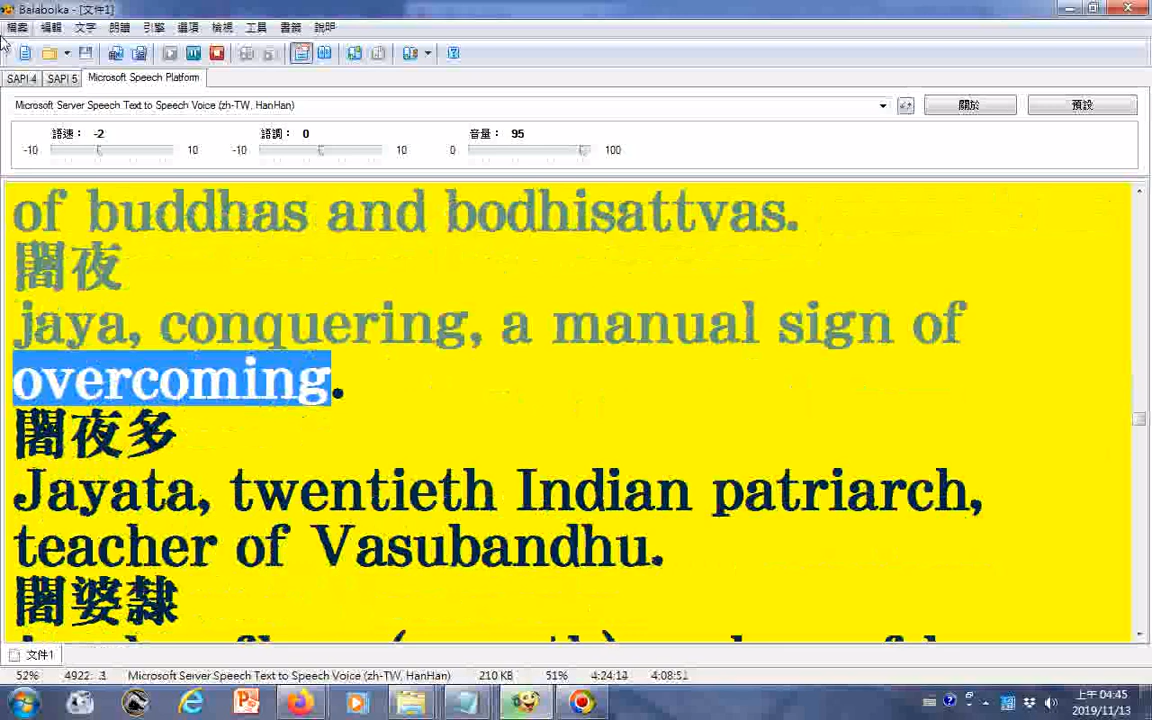 Balabolka - [文件1]
檔案 編輯 文字 朗讀 引擎 選項 檢視 工具 書籤 說明
SAPI 4 SAPI 5 Microsoft Speech Platform
Microsoft Server Speech Text to Speech Voice (zh-TW, HanHan) 關於 預設
語速： -2 語調： 0 音量： 95
-10 10 -10 10 0 100
of buddhas and bodhisattvas.
闍夜
jaya, conquering, a manual sign of
overcoming.
闍夜多
Jayata, twentieth Indian patriarch,
teacher of Vasubandhu.
闍婆隸
文件1
52% Microsoft Server Speech Text to Speech Voice (zh-TW, HanHan) 210 KB 51% 4:24:14 4:08:51
上午 04:45
2019/11/13